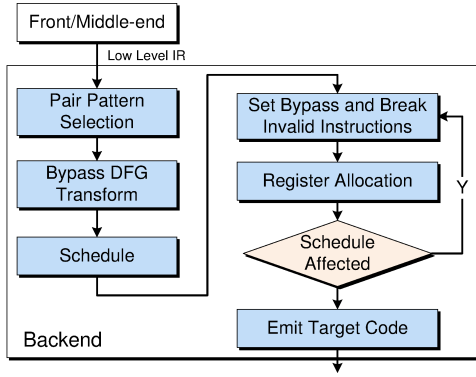 Front/Middle-end
Low Level IR
Pair Pattern
Selection
Bypass DFG
Transform
Schedule
Set Bypass and Break
Invalid Instructions
Register Allocation
Y
Schedule
Affected
Emit Target Code
Backend